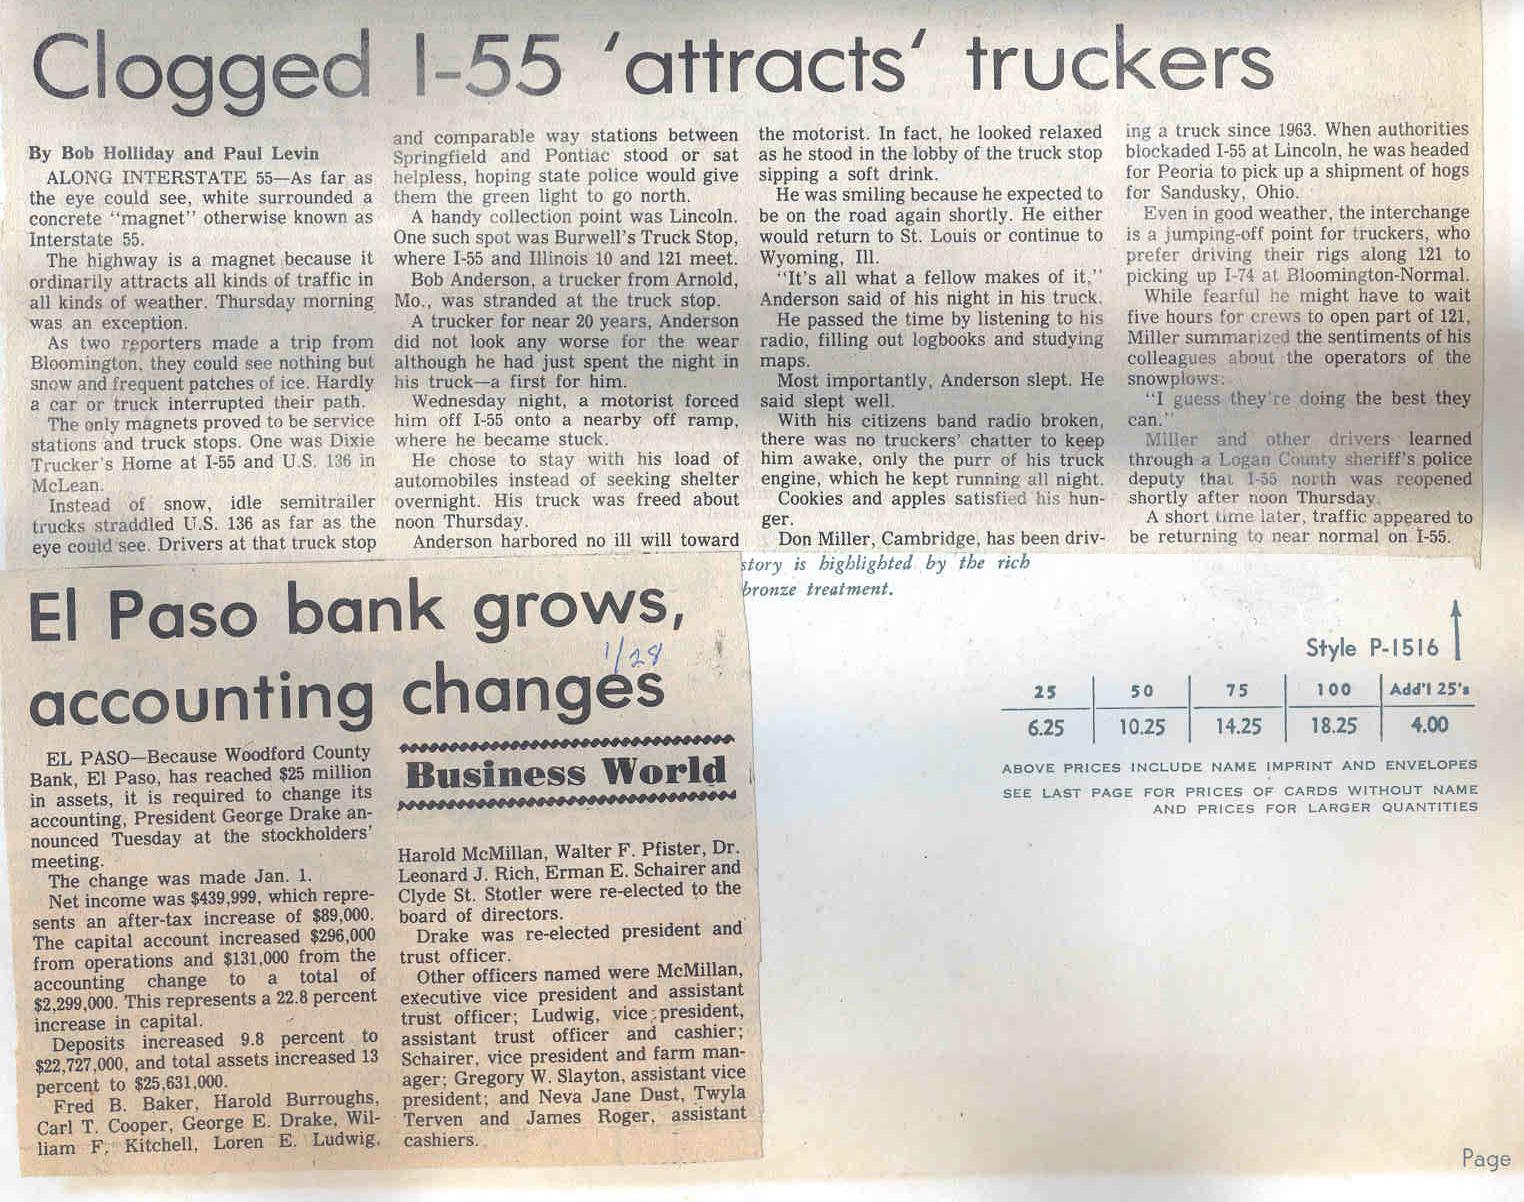 Clogged I-55 'attracts' truckers
By Bob Holliday and Paul Levin
ALONG INTERSTATE 55—As far as
the eye could see, white surrounded a
concrete "magnet" otherwise known as
Interstate 55.
The highway is a magnet because it
ordinarily attracts all kinds of traffic in
all kinds of weather. Thursday morning
was an exception.
As two reporters made a trip from
Bloomington, they could see nothing but
snow and frequent patches of ice. Hardly
a car or truck interrupted their path.
The only magnets proved to be service
stations and truck stops. One was Dixie
Trucker's Home at I-55 and U.S. 136 in
McLean.
Instead of snow, idle semitrailer
trucks straddled U.S. 136 as far as the
eye could see. Drivers at that truck stop
and comparable way stations between
Springfield and Pontiac stood or sat
helpless, hoping state police would give
them the green light to go north.
A handy collection point was Lincoln.
One such spot was Burwell's Truck Stop,
where I-55 and Illinois 10 and 121 meet.
Bob Anderson, a trucker from Arnold,
Mo., was stranded at the truck stop.
A trucker for near 20 years, Anderson
did not look any worse for the wear
although he had just spent the night in
his truck—a first for him.
Wednesday night, a motorist forced
him off I-55 onto a nearby off ramp,
where he became stuck.
He chose to stay with his load of
automobiles instead of seeking shelter
overnight. His truck was freed about
noon Thursday.
Anderson harbored no ill will toward
the motorist. In fact, he looked relaxed
as he stood in the lobby of the truck stop
sipping a soft drink.
He was smiling because he expected to
be on the road again shortly. He either
would return to St. Louis or continue to
Wyoming, Ill.
"It's all what a fellow makes of it,"
Anderson said of his night in his truck.
He passed the time by listening to his
radio, filling out logbooks and studying
maps.
Most importantly, Anderson slept. He
said slept well.
With his citizens band radio broken,
there was no truckers' chatter to keep
him awake, only the purr of his truck
engine, which he kept running all night.
Cookies and apples satisfied his hun-
ger.
Don Miller, Cambridge, has been driv-
ing a truck since 1963. When authorities
blockaded I-55 at Lincoln, he was headed
for Peoria to pick up a shipment of hogs
for Sandusky, Ohio.
Even in good weather, the interchange
is a jumping-off point for truckers, who
prefer driving their rigs along 121 to
picking up I-74 at Bloomington-Normal.
While fearful he might have to wait
five hours for crews to open part of 121,
Miller summarized the sentiments of his
colleagues about the operators of the
snowplows:
"I guess they're doing the best they
can."
Miller and other drivers learned
through a Logan County sheriff's police
deputy that I-55 north was reopened
shortly after noon Thursday.
A short time later, traffic appeared to
be returning to near normal on I-55.
story is highlighted by the rich
bronze treatment.
El Paso bank grows,
1/28
accounting changes
EL PASO—Because Woodford County
Bank, El Paso, has reached $25 million
in assets, it is required to change its
accounting, President George Drake an-
nounced Tuesday at the stockholders'
meeting.
The change was made Jan. 1.
Net income was $439,999, which repre-
sents an after-tax increase of $89,000.
The capital account increased $296,000
from operations and $131,000 from the
accounting change to a total of
$2,299,000. This represents a 22.8 percent
increase in capital.
Deposits increased 9.8 percent to
$22,727,000, and total assets increased 13
percent to $25,631,000.
Fred B. Baker, Harold Burroughs,
Carl T. Cooper, George E. Drake, Wil-
liam F. Kitchell, Loren E. Ludwig,
Business World
Harold McMillan, Walter F. Pfister, Dr.
Leonard J. Rich, Erman E. Schairer and
Clyde St. Stotler were re-elected to the
board of directors.
Drake was re-elected president and
trust officer.
Other officers named were McMillan,
executive vice president and assistant
trust officer; Ludwig, vice president,
assistant trust officer and cashier;
Schairer, vice president and farm man-
ager; Gregory W. Slayton, assistant vice
president; and Neva Jane Dust, Twyla
Terven and James Roger, assistant
cashiers.
Style P-1516
25 50 75 100 Add'l 25's
6.25 10.25 14.25 18.25 4.00
ABOVE PRICES INCLUDE NAME IMPRINT AND ENVELOPES
SEE LAST PAGE FOR PRICES OF CARDS WITHOUT NAME
AND PRICES FOR LARGER QUANTITIES
Page